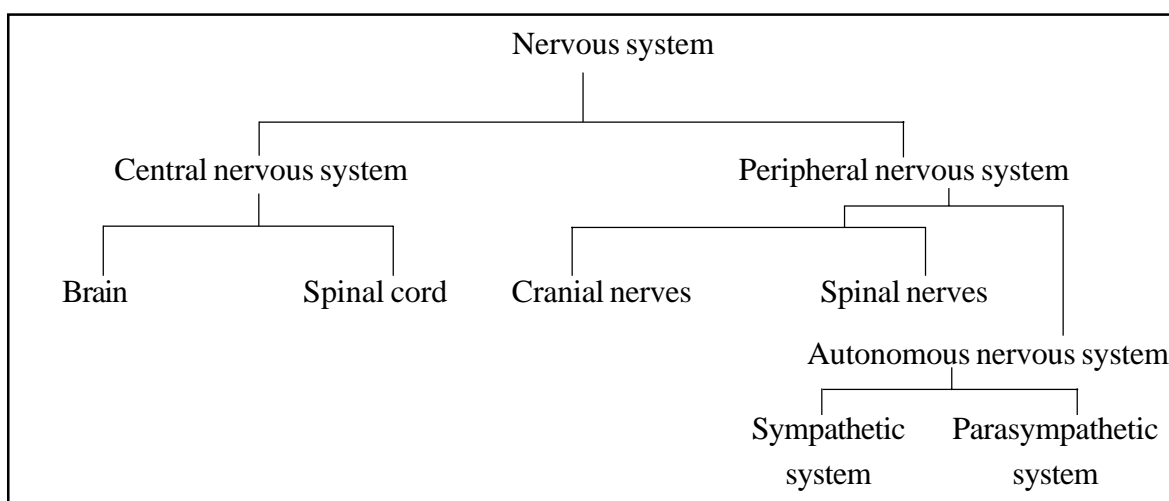 Nervous system
Central nervous system Peripheral nervous system
Brain Spinal cord Cranial nerves Spinal nerves
Autonomous nervous system
Sympathetic Parasympathetic
system system